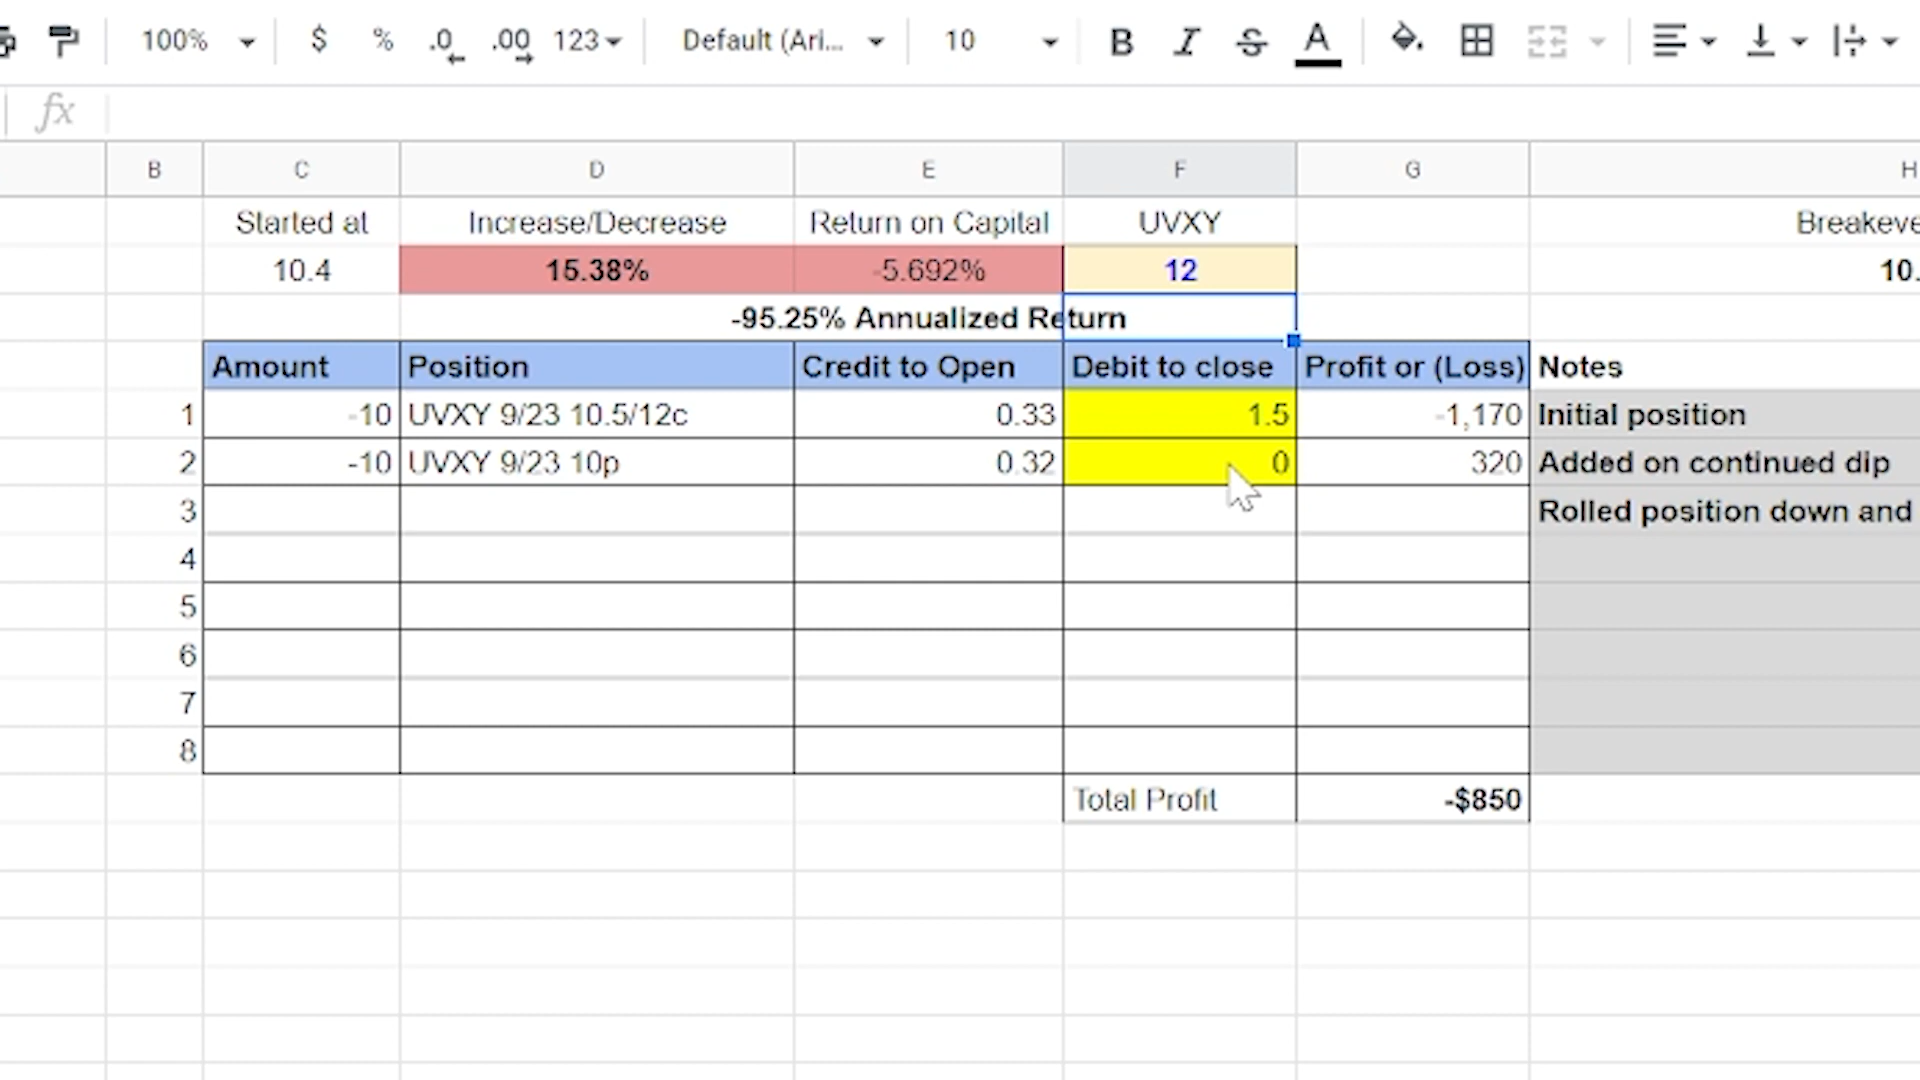 100% $ % .0 .00 123 Default (Ari... 10 B I S A
fx
B C D E F G H
Started at Increase/Decrease Return on Capital UVXY
10.4 15.38% -5.692% 12
-95.25% Annualized Return
Amount Position Credit to Open Debit to close Profit or (Loss) Notes
1 -10 UVXY 9/23 10.5/12c 0.33 1.5 -1,170 Initial position
2 -10 UVXY 9/23 10p 0.32 0 320 Added on continued dip
3 Rolled position down and
4
5
6
7
8
Total Profit -$850